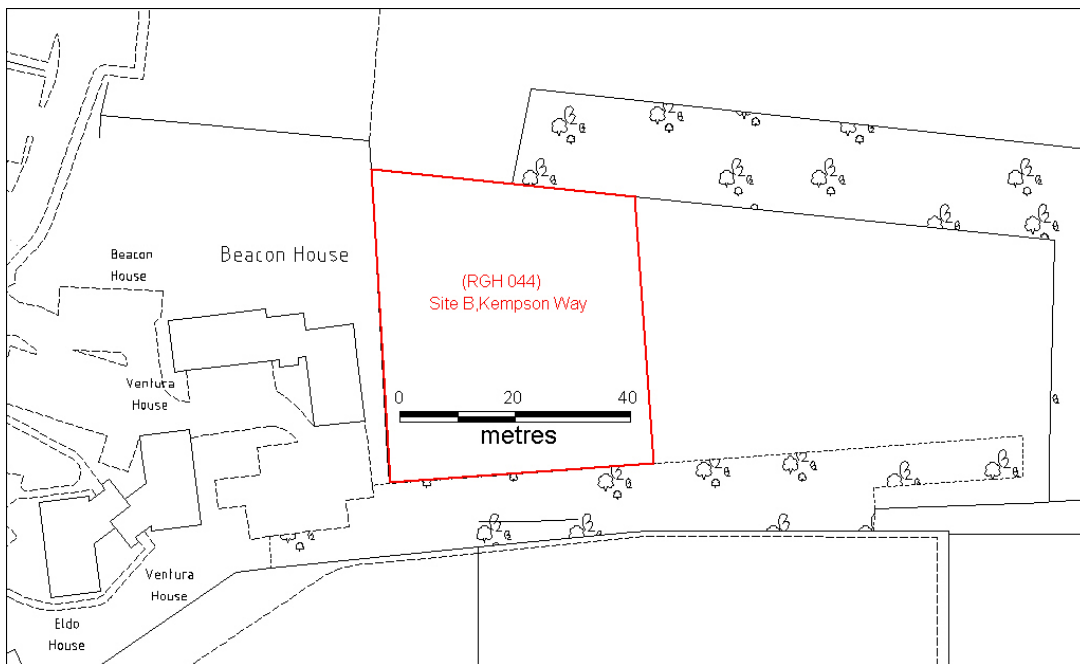 Beacon
House
Beacon House
(RGH 044)
Site B,Kempson Way
Ventura
House
0 20 40
metres
Ventura
House
Eldo
House